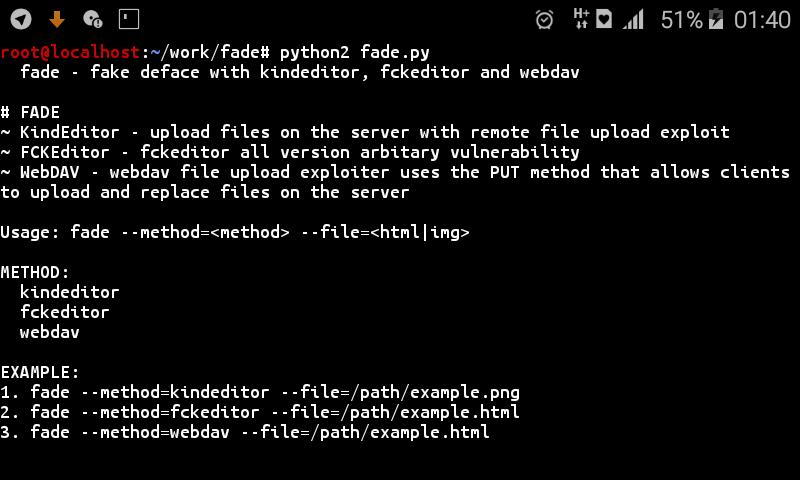 51% 01:40
root@localhost:~/work/fade# python2 fade.py
fade - fake deface with kindeditor, fckeditor and webdav
# FADE
~ KindEditor - upload files on the server with remote file upload exploit
~ FCKEditor - fckeditor all version arbitary vulnerability
~ WebDAV - webdav file upload exploiter uses the PUT method that allows clients
to upload and replace files on the server
Usage: fade --method=<method> --file=<html|img>
METHOD:
kindeditor
fckeditor
webdav
EXAMPLE:
1. fade --method=kindeditor --file=/path/example.png
2. fade --method=fckeditor --file=/path/example.html
3. fade --method=webdav --file=/path/example.html